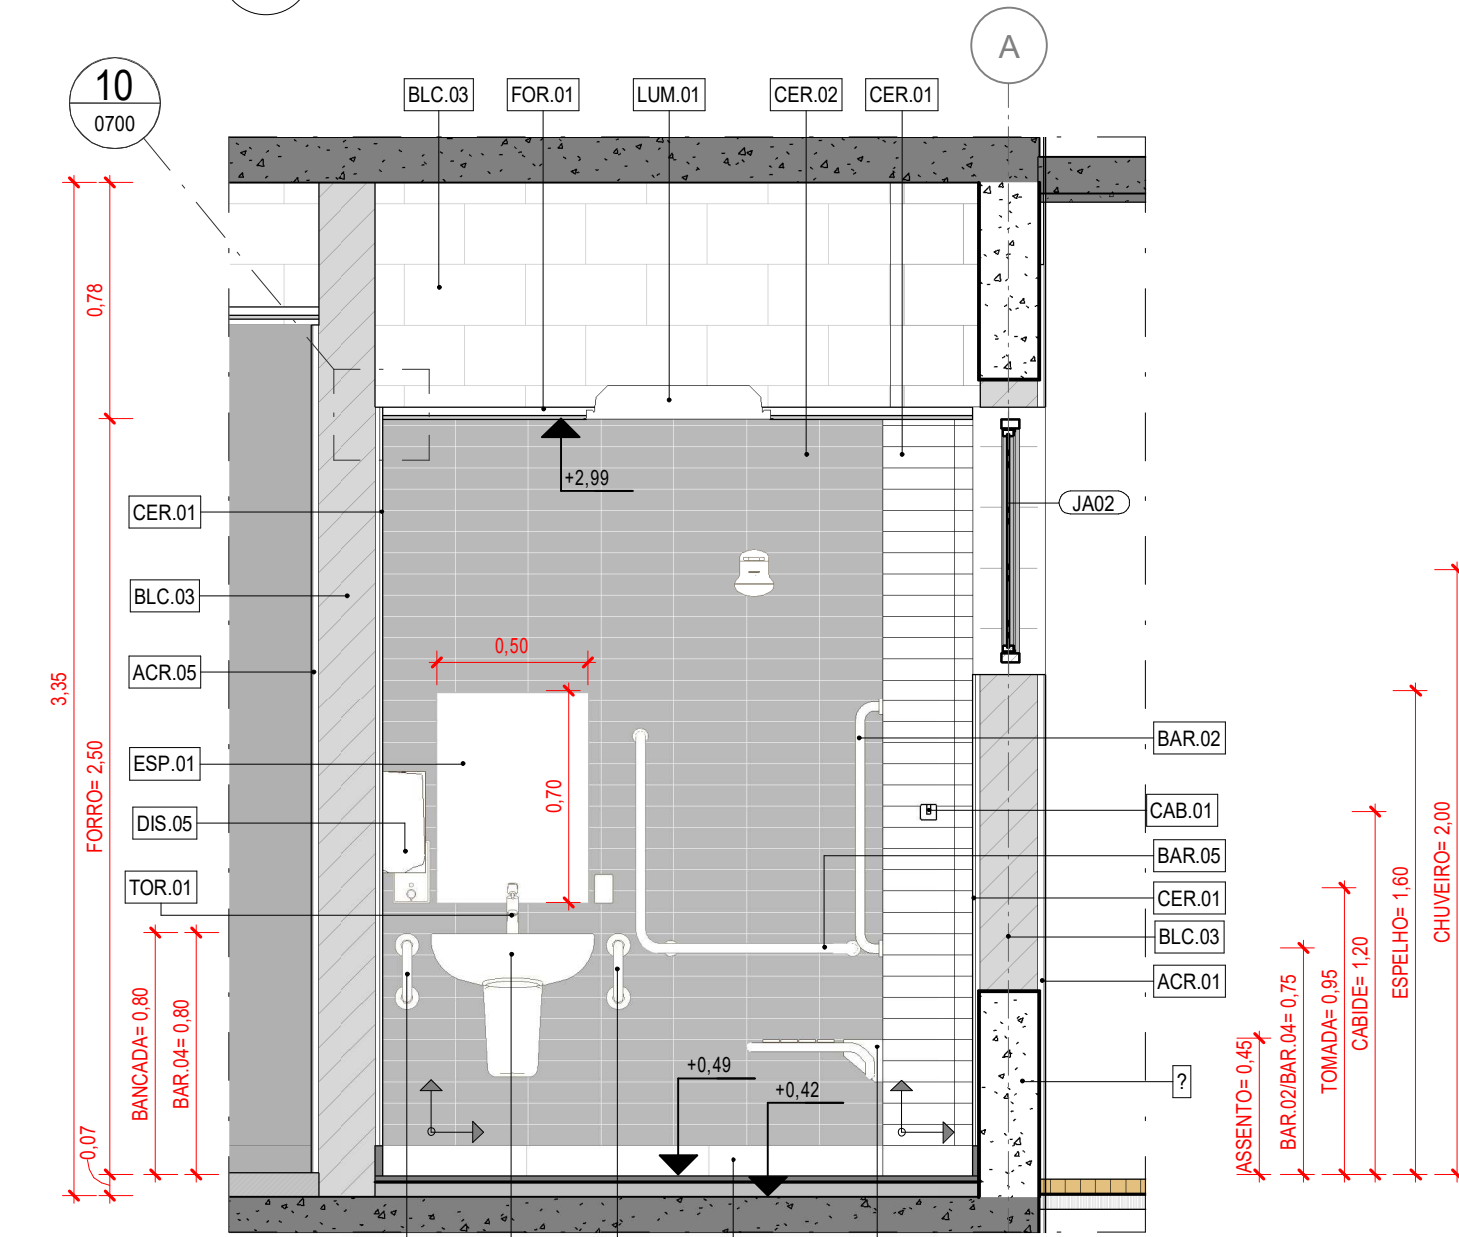 A
10
0700
BLC.03
FOR.01
LUM.01
CER.02
CER.01
0,78
+2,99
JA02
CER.01
BLC.03
0,50
ACR.05
3,35
FORRO= 2,50
BAR.02
ESP.01
0,70
CAB.01
DIS.05
BAR.05
TOR.01
CER.01
BLC.03
ACR.01
BANCADA= 0,80
BAR.04= 0,80
+0,49
+0,42
?
0,07
ASSENTO= 0,45
BAR.02/BAR.04= 0,75
TOMADA= 0,95
CABIDE= 1,20
ESPELHO= 1,60
CHUVEIRO= 2,00